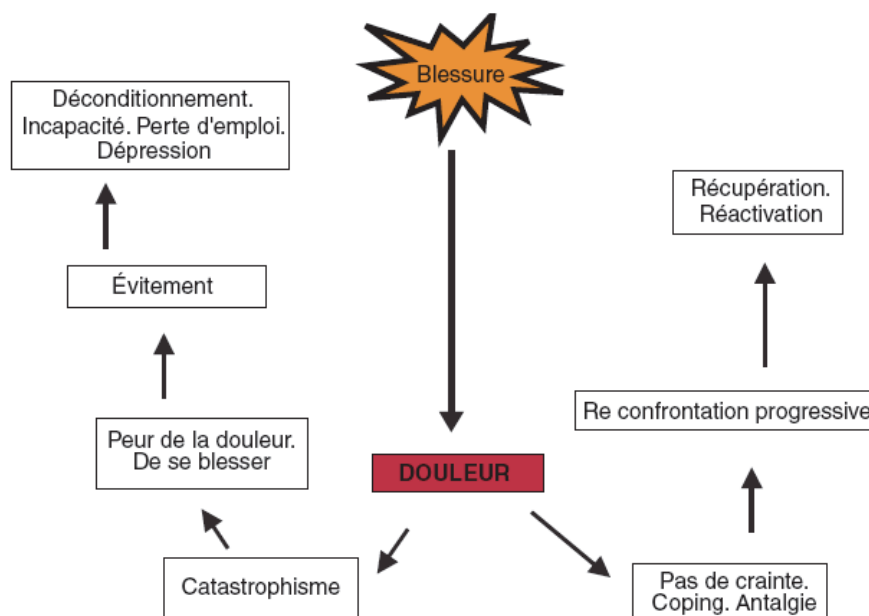 Blessure
Déconditionnement.
Incapacité. Perte d'emploi.
Dépression
Récupération.
Réactivation
Évitement
Re confrontation progressive
Peur de la douleur.
De se blesser
DOULEUR
Catastrophisme
Pas de crainte.
Coping. Antalgie